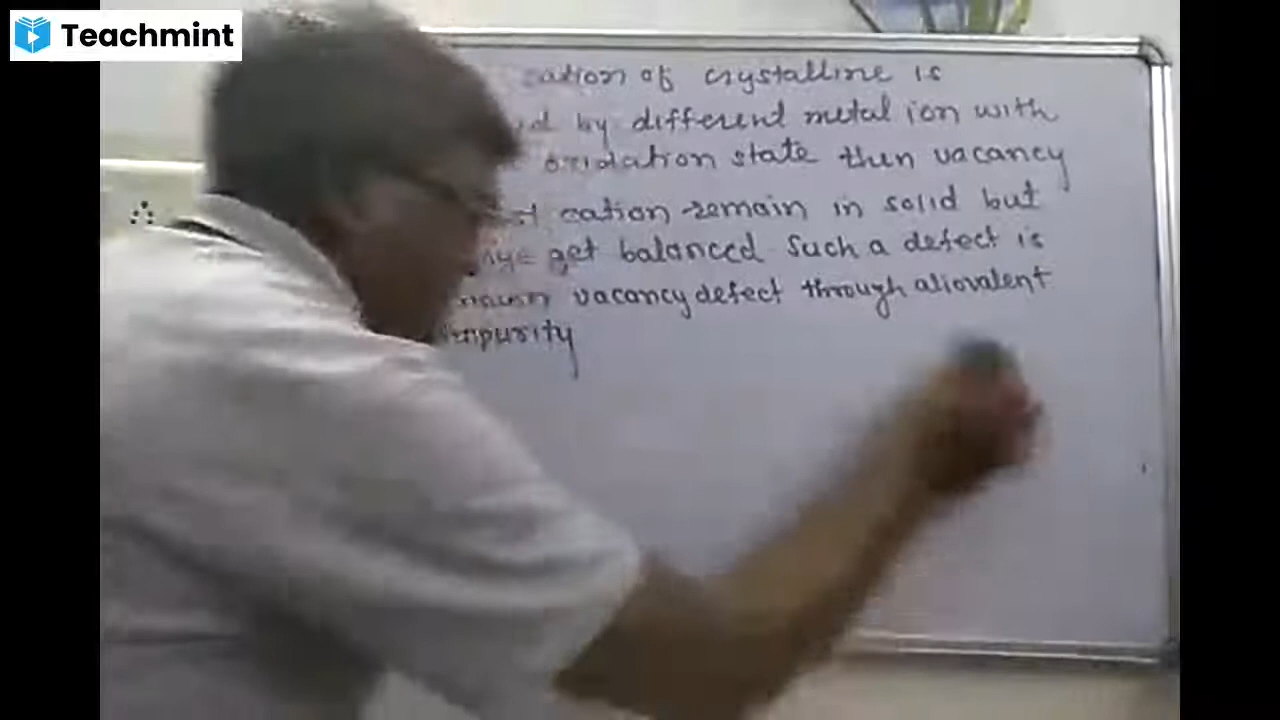 Teachmint
cation of crystalline is
by different metal ion with
oxidation state then vacancy
cation remain in solid but
get balanced such a defect is
vacancy defect through aliovalent
impurity